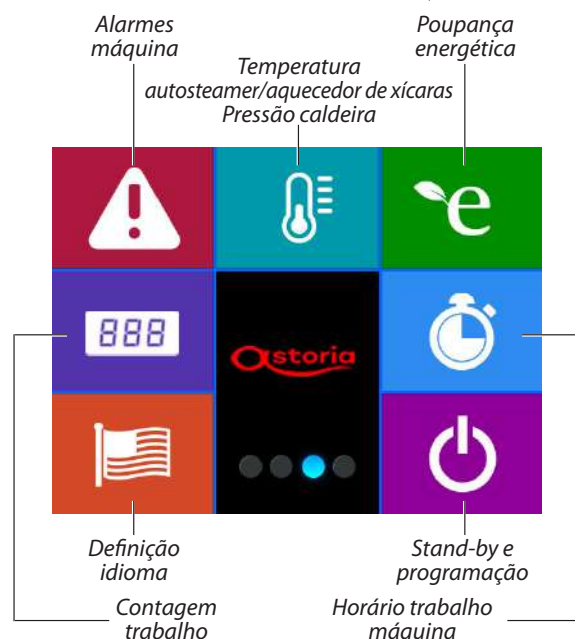 Alarmes
máquina
Temperatura
autosteamer/aquecedor de xícaras
Pressão caldeira
Poupança
energética
e
888
astoria
Definição
idioma
Stand-by e
programação
Contagem
trabalho
Horário trabalho
máquina